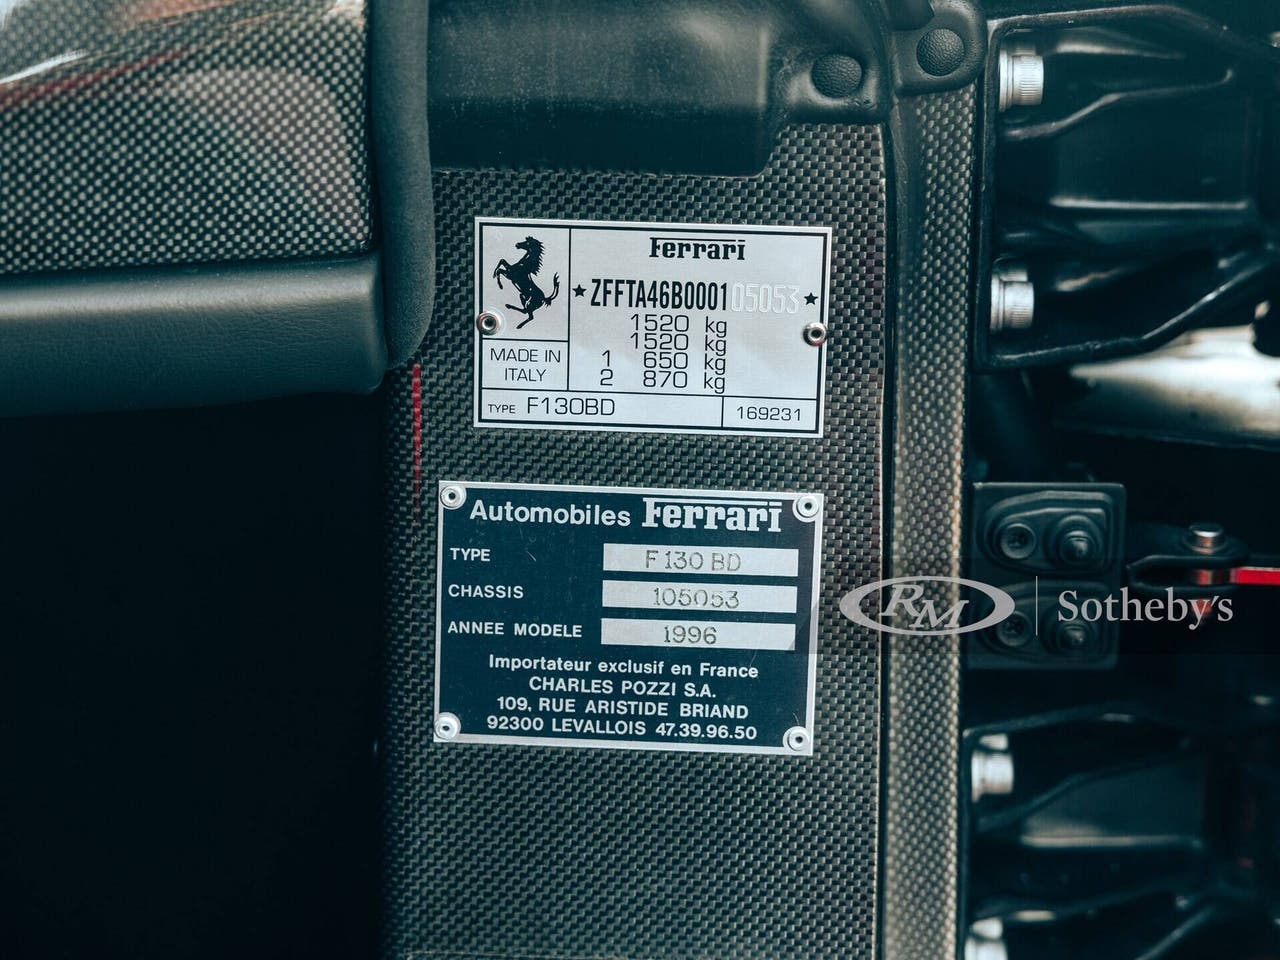 Ferrari
★ZFFTA46B000105053★
1520 kg
1520 kg
1 650 kg
2 870 kg
MADE IN
ITALY
TYPE F130BD
169231
Automobiles Ferrari
TYPE F130 BD
CHASSIS 105053
ANNEE MODELE 1996
Importateur exclusif en France
CHARLES POZZI S.A.
109, RUE ARISTIDE BRIAND
92300 LEVALLOIS 47.39.96.50
RM Sotheby's